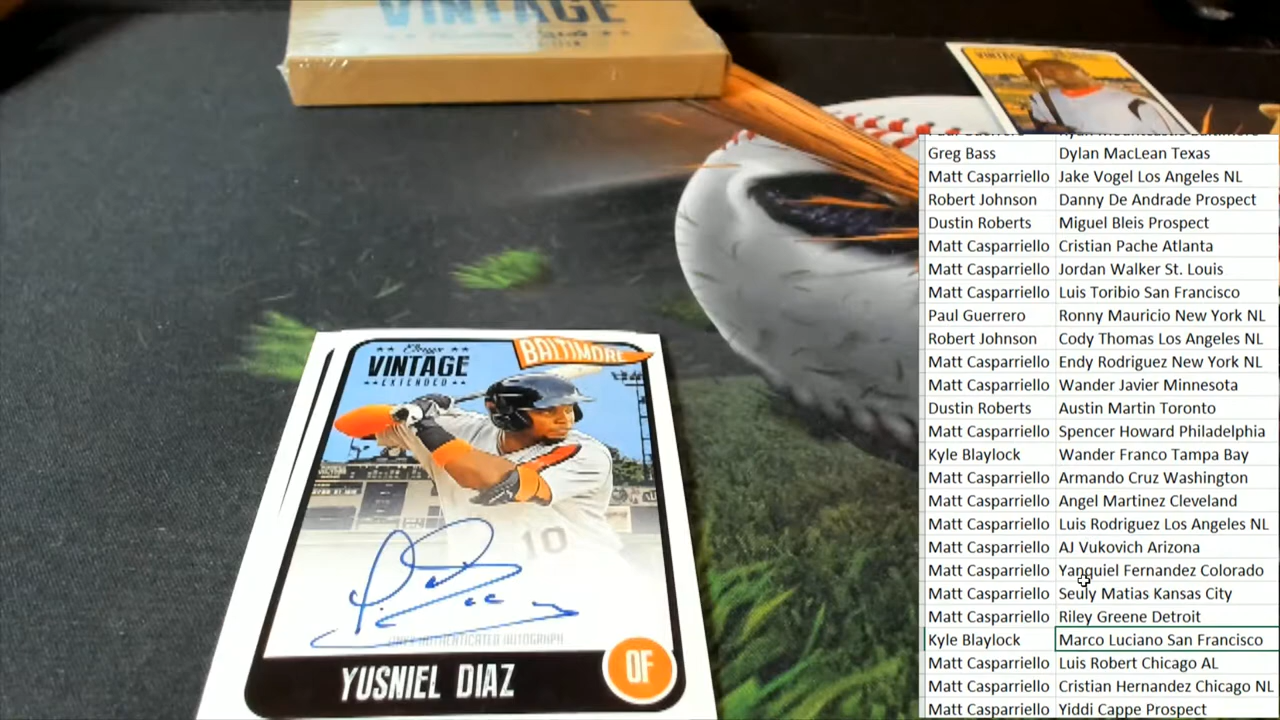 VINTAGE
VINTAGE
Greg Bass Dylan MacLean Texas
Matt Casparriello Jake Vogel Los Angeles NL
Robert Johnson Danny De Andrade Prospect
Dustin Roberts Miguel Bleis Prospect
Matt Casparriello Cristian Pache Atlanta
Matt Casparriello Jordan Walker St. Louis
Matt Casparriello Luis Toribio San Francisco
Paul Guerrero Ronny Mauricio New York NL
Robert Johnson Cody Thomas Los Angeles NL
Matt Casparriello Endy Rodriguez New York NL
Matt Casparriello Wander Javier Minnesota
Dustin Roberts Austin Martin Toronto
Matt Casparriello Spencer Howard Philadelphia
Kyle Blaylock Wander Franco Tampa Bay
Matt Casparriello Armando Cruz Washington
Matt Casparriello Angel Martinez Cleveland
Matt Casparriello Luis Rodriguez Los Angeles NL
Matt Casparriello AJ Vukovich Arizona
Matt Casparriello Yanquiel Fernandez Colorado
Matt Casparriello Seuly Matias Kansas City
Matt Casparriello Riley Greene Detroit
Kyle Blaylock Marco Luciano San Francisco
Matt Casparriello Luis Robert Chicago AL
Matt Casparriello Cristian Hernandez Chicago NL
Matt Casparriello Yiddi Cappe Prospect
BALTIMORE
VINTAGE
EXTENDED
10
AUTHENTICATED AUTOGRAPH
YUSNIEL DIAZ
OF